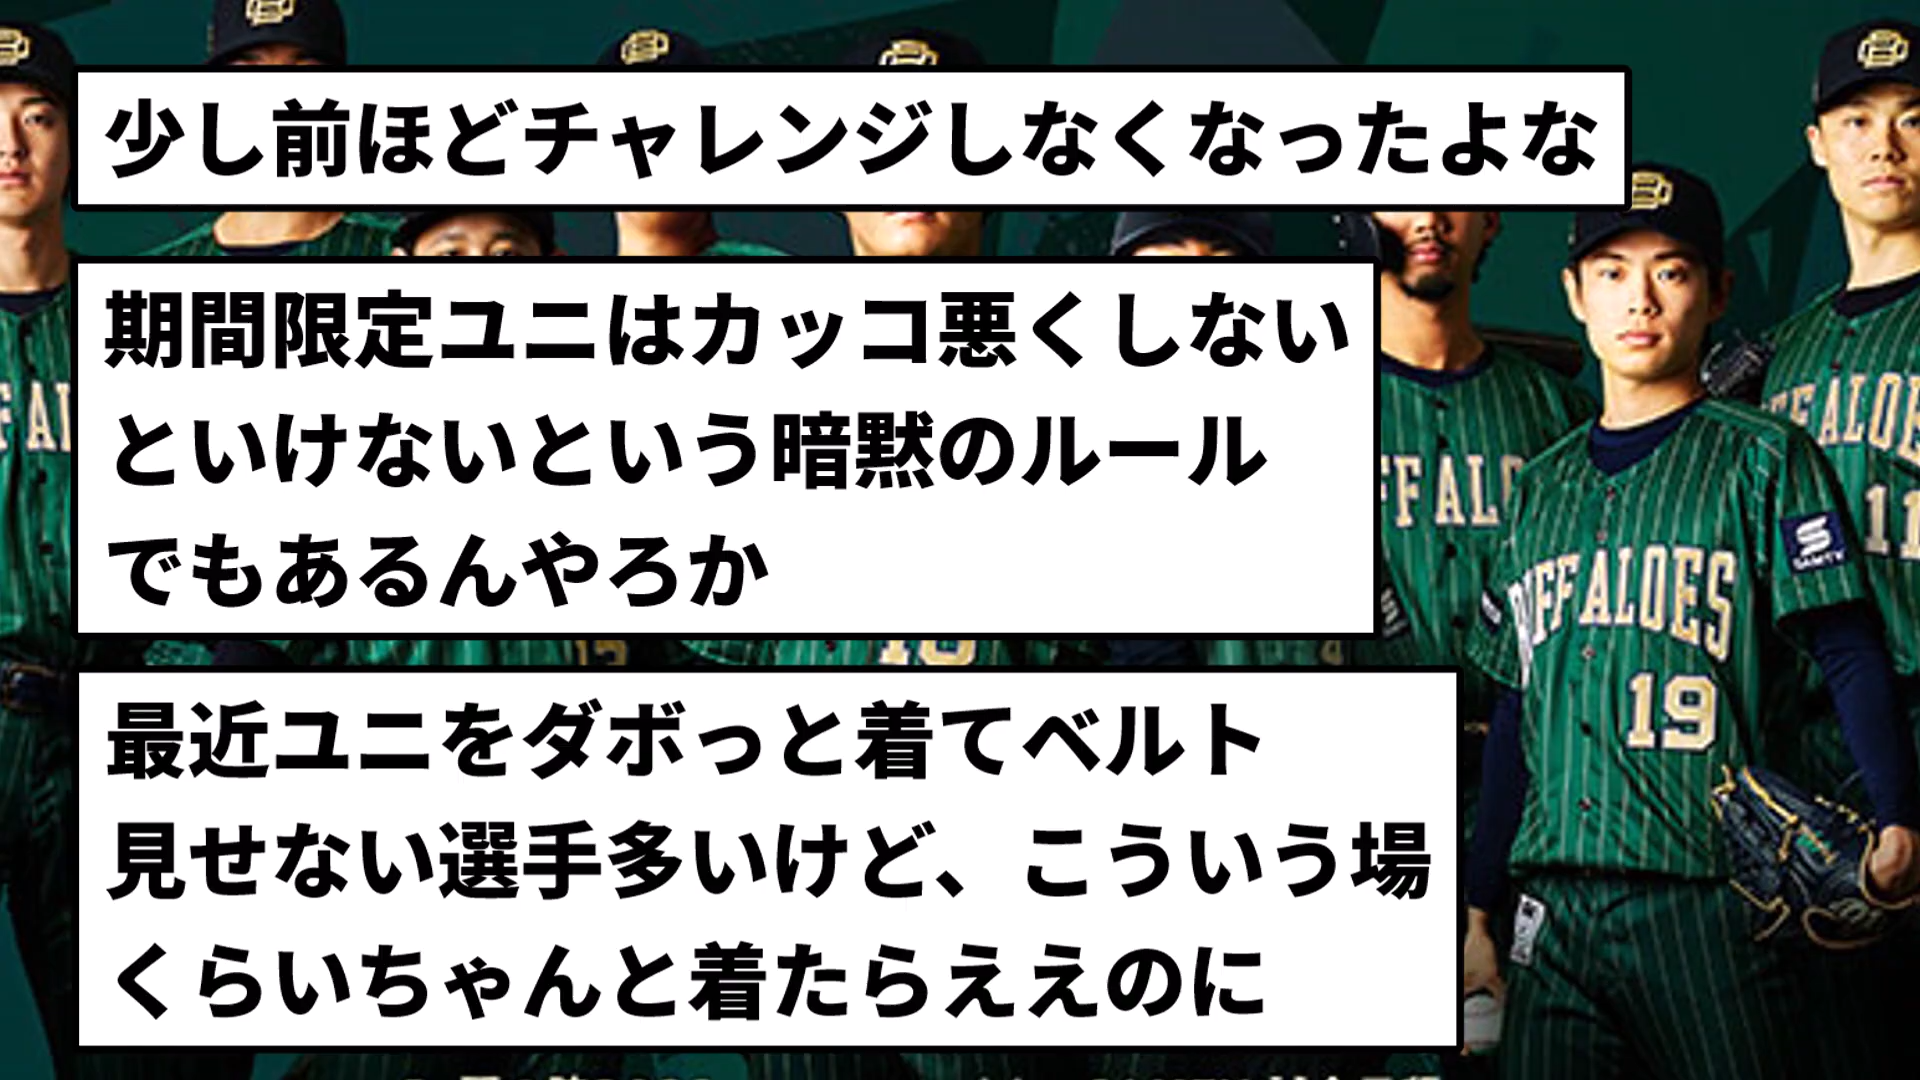 少し前ほどチャレンジしなくなったよな
期間限定ユニはカッコ悪くしない
といけないという暗黙のルール
でもあるんやろか
最近ユニをダボっと着てベルト
見せない選手多いけど、こういう場
くらいちゃんと着たらええのに
BUFFALOES
19
11